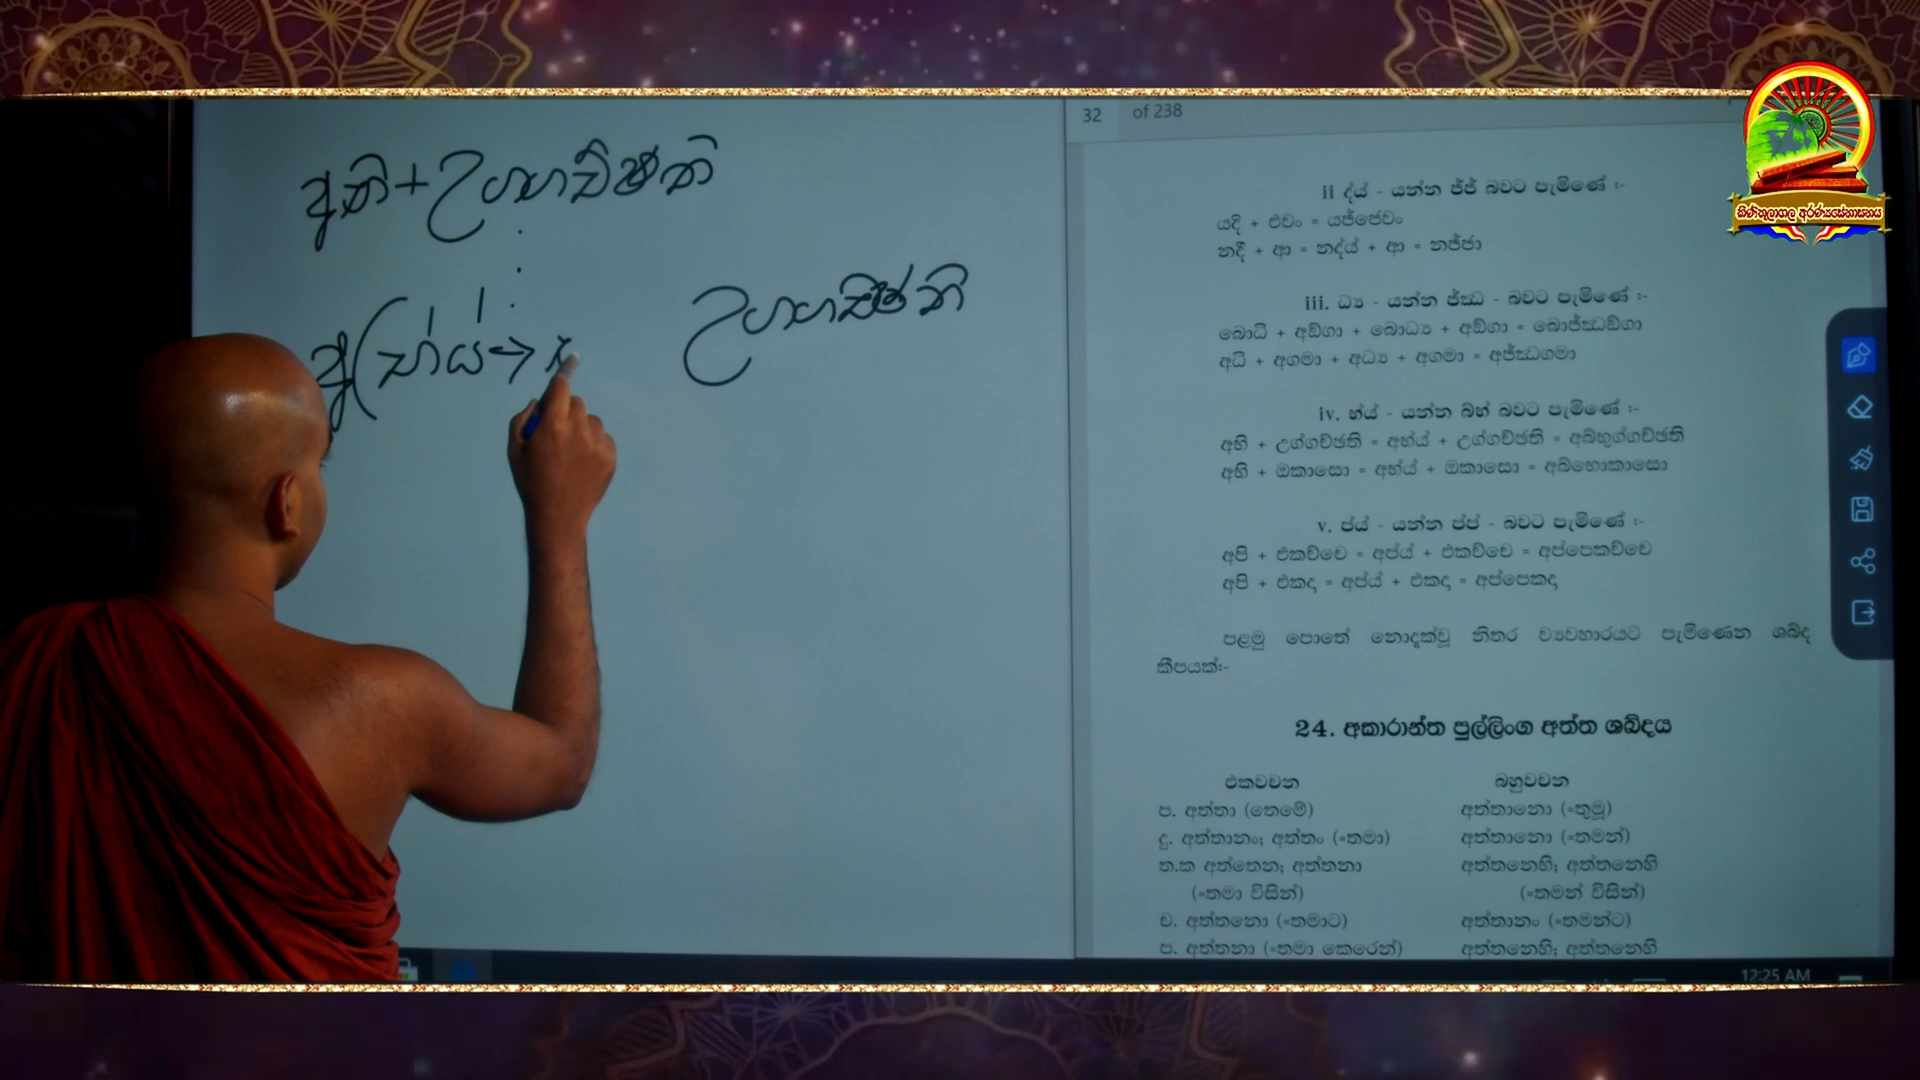 අභි+උග්ගච්ඡති
අ(භ්ය්→
උග්ගච්ඡති
32 of 238
ii ද්ය් - යන්න ජ්ජ් බවට පැමිණේ :-
යදි + එවං = යජ්ජෙවං
නදී + ආ = නද්ය් + ආ = නජ්ජා
iii. ධ්‍ය - යන්න ජ්ඣ - බවට පැමිණේ :-
බොධි + අඞ්ගා + බොධ්‍ය + අඞ්ගා = බොජ්ඣඞ්ගා
අධි + අගමා + අධ්‍ය + අගමා = අජ්ඣගමා
iv. භ්ය් - යන්න බ්භ් බවට පැමිණේ :-
අභි + උග්ගච්ඡති = අභ්ය් + උග්ගච්ඡති = අබ්භුග්ගච්ඡති
අභි + ඔකාසො = අභ්ය් + ඔකාසො = අබ්භොකාසො
v. ප්ය් - යන්න ප්ප් - බවට පැමිණේ :-
අපි + එකච්චෙ = අප්ය් + එකච්චෙ = අප්පෙකච්චෙ
අපි + එකදා = අප්ය් + එකදා = අප්පෙකදා
පළමු පොතේ නොදැක්වූ නිතර ව්‍යවහාරයට පැමිණෙන ශබ්ද
කීපයක්:-
24. අකාරාන්ත පුල්ලිංග අත්ත ශබ්දය
එකවචන බහුවචන
ප. අත්තා (තෙමේ) අත්තානො (=තුමූ)
දු. අත්තානං; අත්තං (=තමා) අත්තානො (=තමන්)
ත.ක අත්තෙන; අත්තනා අත්තනෙභි; අත්තනෙහි
(=තමා විසින්) (=තමන් විසින්)
ච. අත්තනො (=තමාට) අත්තානං (=තමන්ට)
ප. අත්තනා (=තමා කෙරෙන්) අත්තනෙභි; අත්තනෙහි
12:25 AM
කිණිතුලාගල අරණ්‍යසේනාසනය